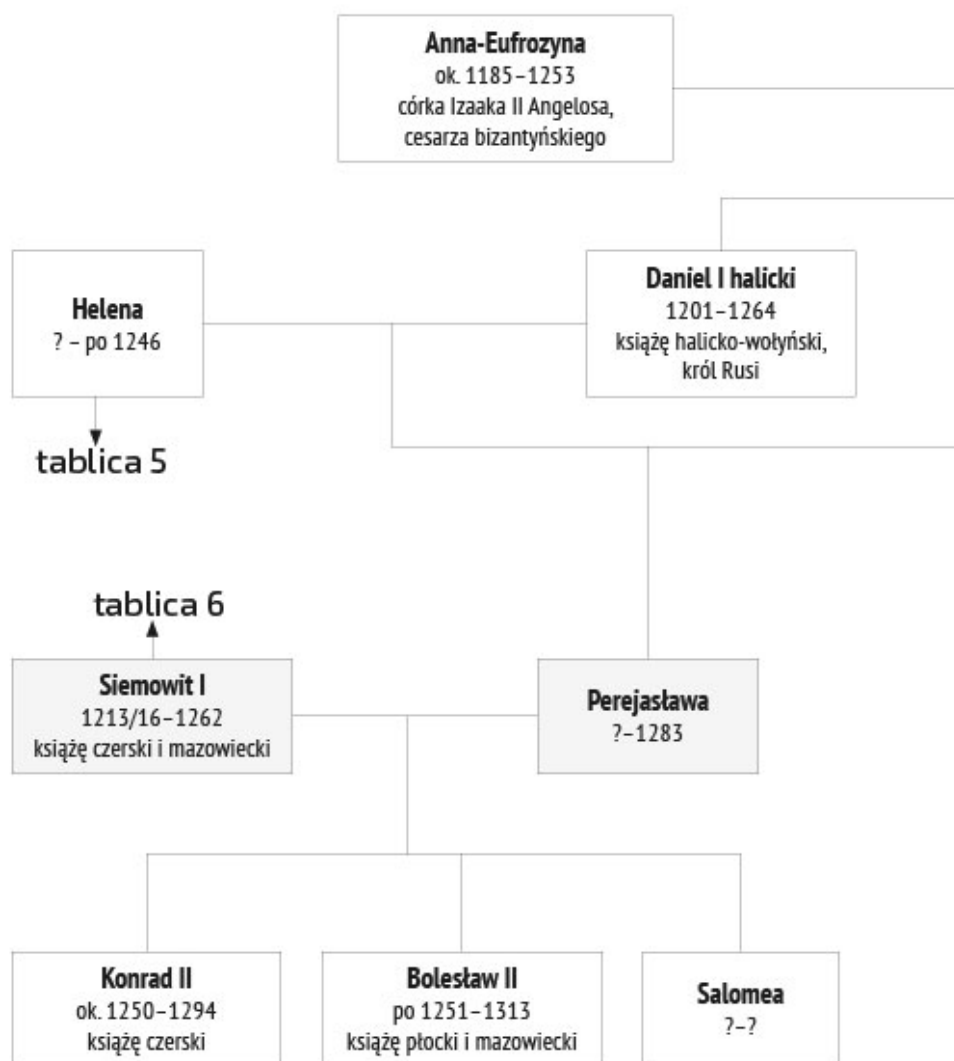 Anna-Eufrozyna
ok. 1185–1253
córka Izaaka II Angelosa,
cesarza bizantyńskiego
Helena
? – po 1246
Daniel I halicki
1201–1264
książę halicko-wołyński,
król Rusi
tablica 5
tablica 6
Siemowit I
1213/16–1262
książę czerski i mazowiecki
Perejasława
?–1283
Konrad II
ok. 1250–1294
książę czerski
Bolesław II
po 1251–1313
książę płocki i mazowiecki
Salomea
?–?